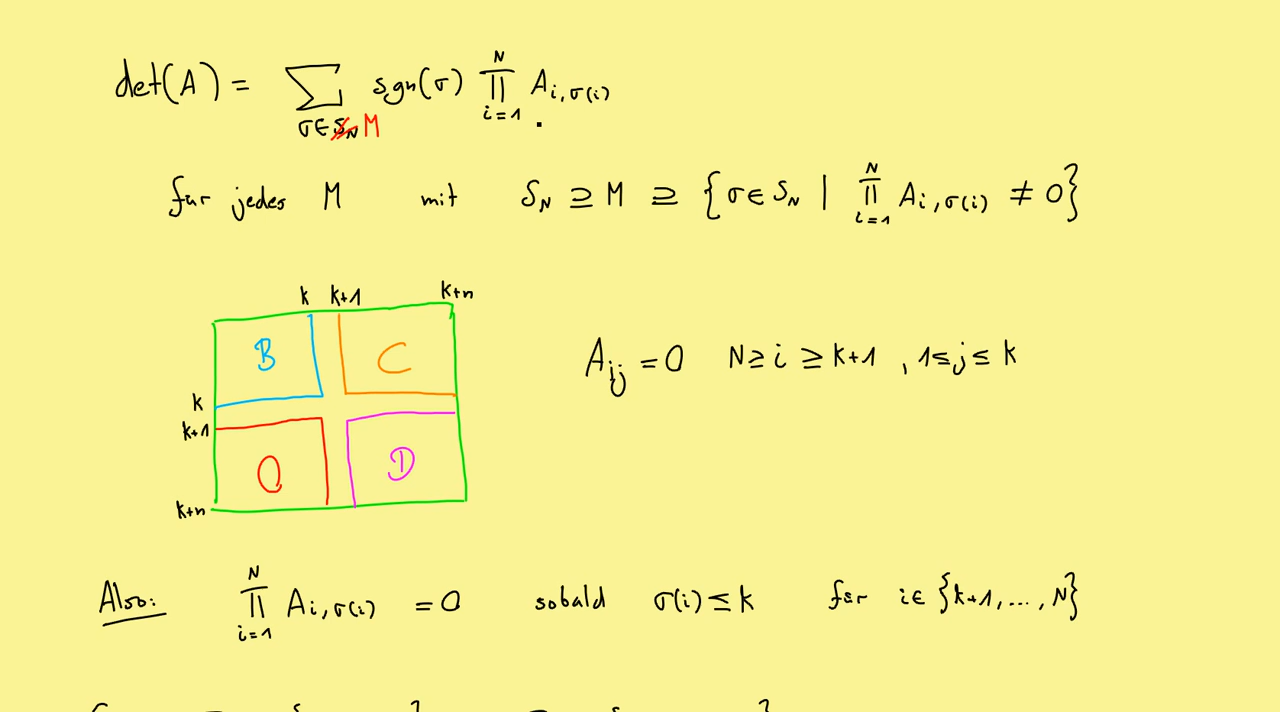 det(A) = ∑ sgn(σ) ∏ A_{i,σ(i)}
N
i=1
σ∈ S_N M
für jedes M mit S_N ⊇ M ⊇ {σ∈S_N | ∏_{i=1}^{N} A_{i,σ(i)} ≠ 0}
k k+1 k+n
B C
A_{ij} = 0 N≥i≥k+1 , 1≤j≤k
k
k+1
0 D
k+n
Also: ∏_{i=1}^{N} A_{i,σ(i)} = 0 sobald σ(i)≤k für i∈{k+1,...,N}